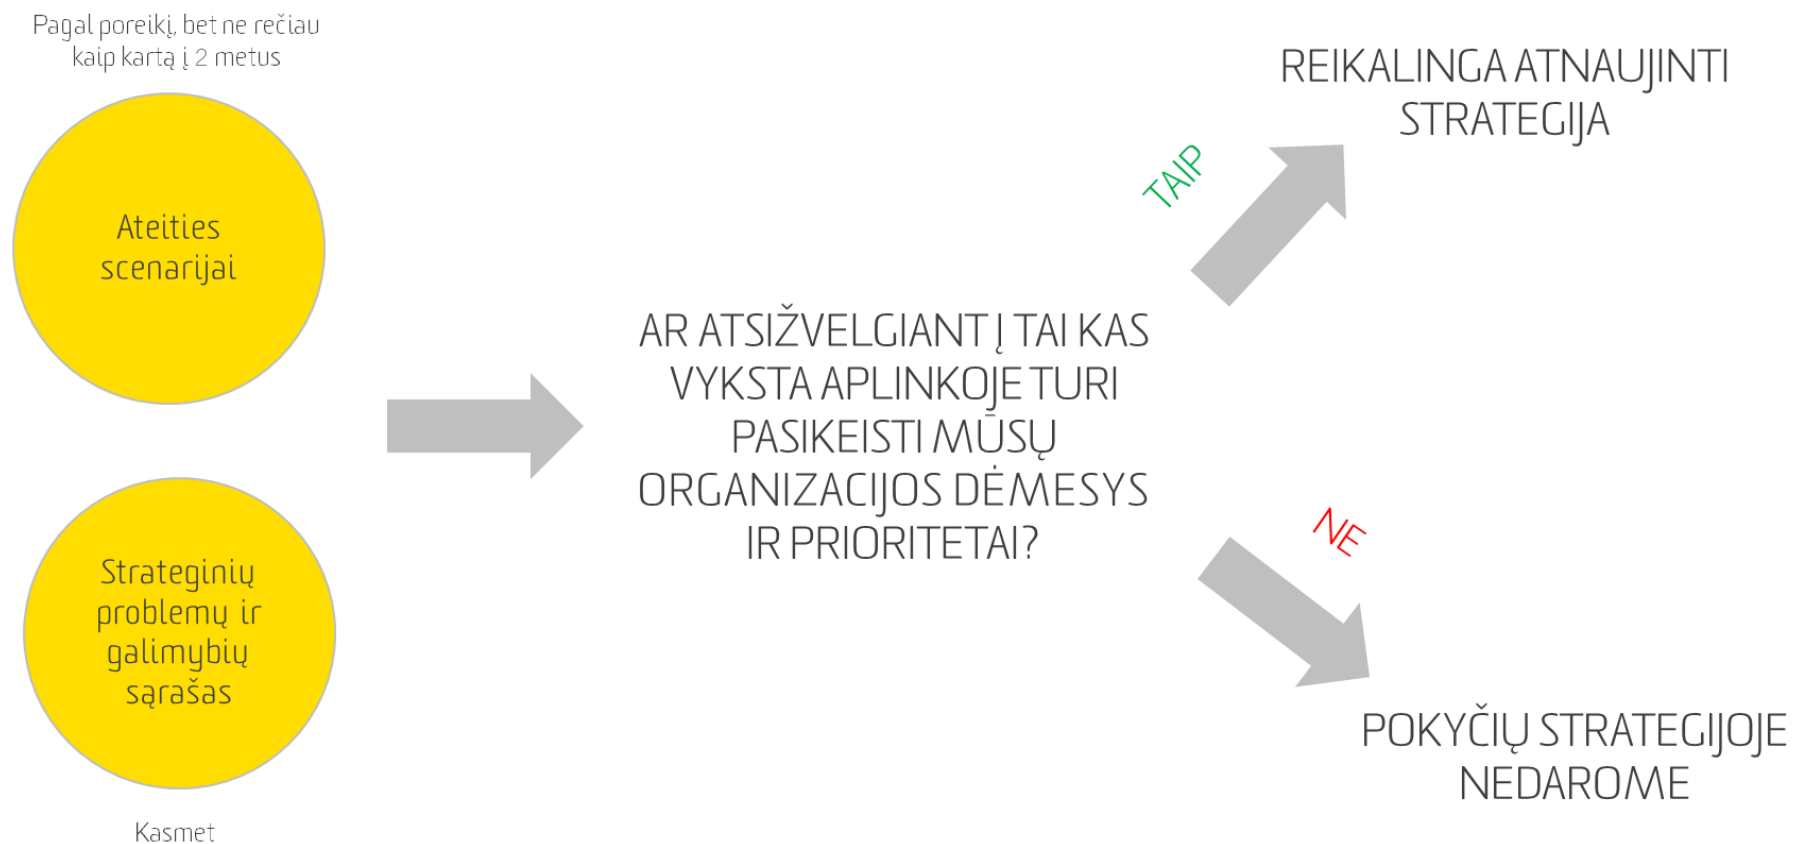 Pagal poreikį, bet ne rečiau
kaip kartą į 2 metus
Ateities
scenarijai
Strateginių
problemų ir
galimybių
sąrašas
Kasmet
AR ATSIŽVELGIANT Į TAI KAS
VYKSTA APLINKOJE TURI
PASIKEISTI MŪSŲ
ORGANIZACIJOS DĖMESYS
IR PRIORITETAI?
TAIP
REIKALINGA ATNAUJINTI
STRATEGIJA
NE
POKYČIŲ STRATEGIJOJE
NEDAROME